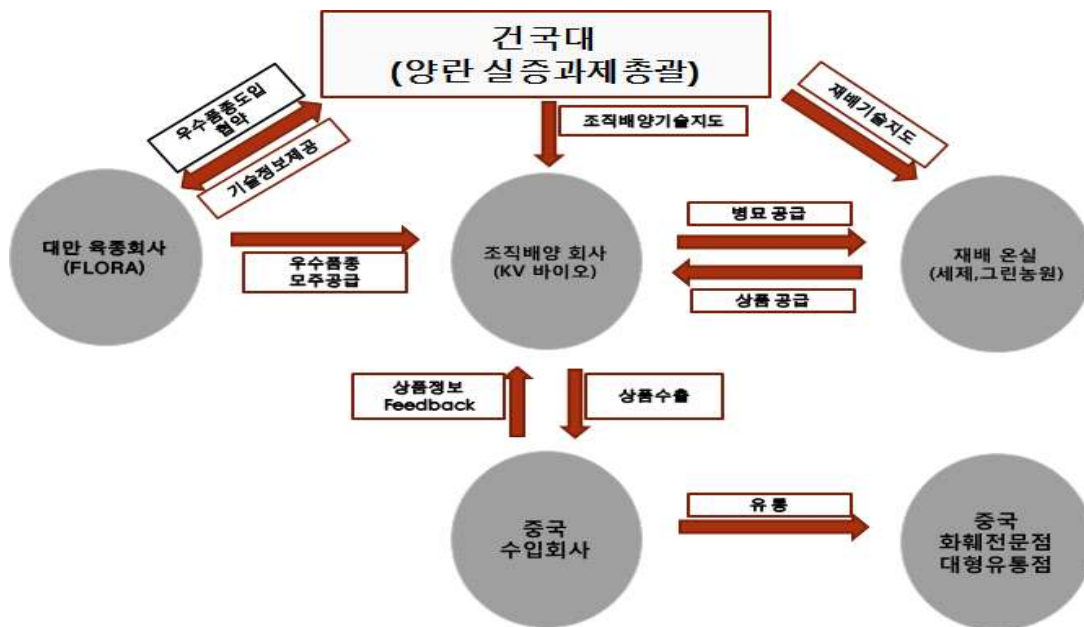 건국대
(양란 실증과제총괄)
우수품종도입
협약
기술정보제공
조직배양기술지도
재배기술지도
대만 육종회사
(FLORA)
우수품종
모주공급
조직배양 회사
(KV 바이오)
병묘 공급
상품 공급
재배 온실
(세제,그린농원)
상품정보
Feedback
상품수출
중국
수입회사
유 통
중국
화훼전문점
대형유통점